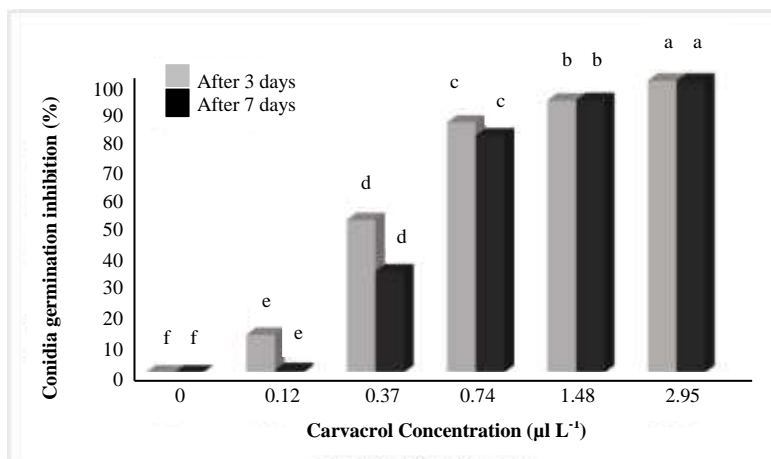 a a
b b
c
c
d
d
e
e
f f
After 3 days
After 7 days
Conidia germination inhibition (%)
100
90
80
70
60
50
40
30
20
10
0
0 0.12 0.37 0.74 1.48 2.95
Carvacrol Concentration (µl L⁻¹)